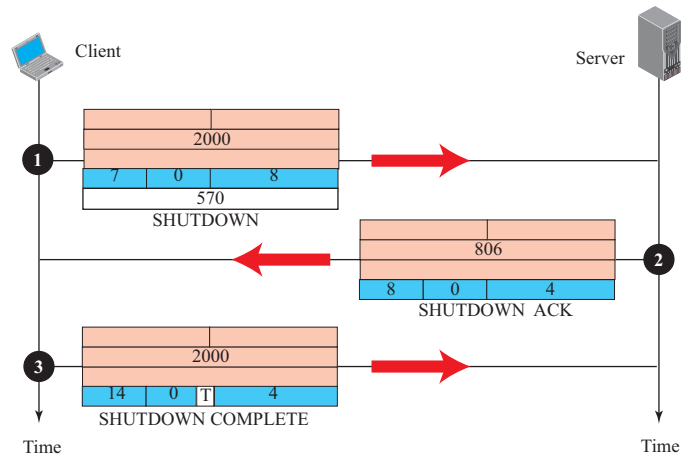 Client
Server
2000
1
7 0 8
570
SHUTDOWN
806
2
8 0 4
SHUTDOWN ACK
2000
3
14 0 T 4
SHUTDOWN COMPLETE
Time
Time